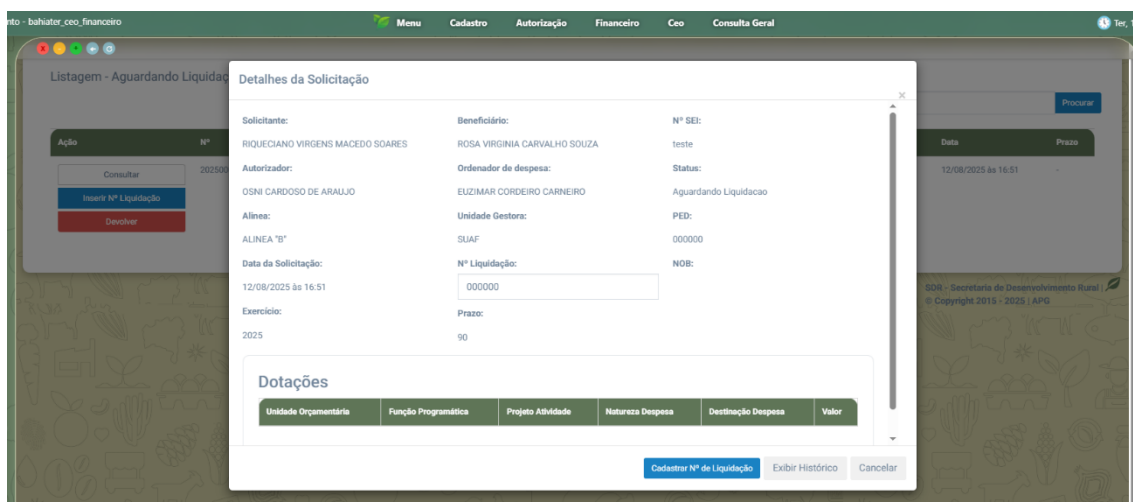 nto - bahiater_ceo_financeiro
Menu Cadastro Autorização Financeiro Ceo Consulta Geral
Ter, 1
Listagem - Aguardando Liquidaç
Procurar
Ação Nº Data Prazo
Consultar
202500
12/08/2025 às 16:51 -
Inserir Nº Liquidação
Devolver
Detalhes da Solicitação
×
Solicitante: Beneficiário: Nº SEI:
RIQUECIANO VIRGENS MACEDO SOARES ROSA VIRGINIA CARVALHO SOUZA teste
Autorizador: Ordenador de despesa: Status:
OSNI CARDOSO DE ARAUJO EUZIMAR CORDEIRO CARNEIRO Aguardando Liquidacao
Alinea: Unidade Gestora: PED:
ALINEA "B" SUAF 000000
Data da Solicitação: Nº Liquidação: NOB:
12/08/2025 às 16:51 000000
Exercício: Prazo:
2025 90
Dotações
Unidade Orçamentária Função Programática Projeto Atividade Natureza Despesa Destinação Despesa Valor
Cadastrar Nº de Liquidação Exibir Histórico Cancelar
SDR - Secretaria de Desenvolvimento Rural |
© Copyright 2015 - 2025 | APG